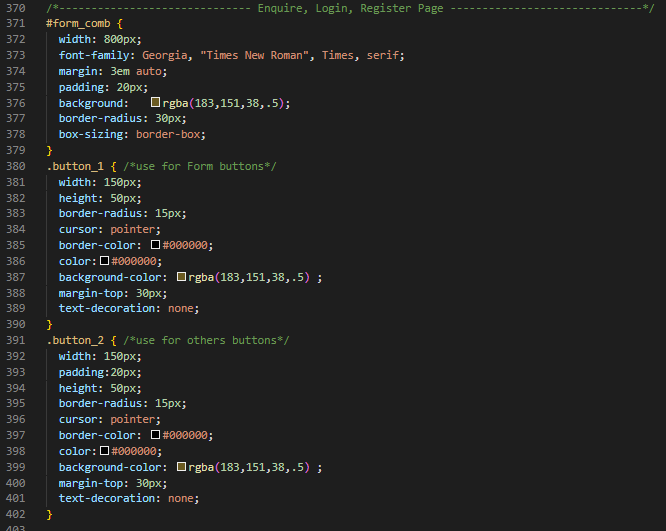 370 /*------------------------------ Enquire, Login, Register Page ------------------------------*/
371 #form_comb {
372 width: 800px;
373 font-family: Georgia, "Times New Roman", Times, serif;
374 margin: 3em auto;
375 padding: 20px;
376 background: rgba(183,151,38,.5);
377 border-radius: 30px;
378 box-sizing: border-box;
379 }
380 .button_1 { /*use for Form buttons*/
381 width: 150px;
382 height: 50px;
383 border-radius: 15px;
384 cursor: pointer;
385 border-color: #000000;
386 color: #000000;
387 background-color: rgba(183,151,38,.5) ;
388 margin-top: 30px;
389 text-decoration: none;
390 }
391 .button_2 { /*use for others buttons*/
392 width: 150px;
393 padding:20px;
394 height: 50px;
395 border-radius: 15px;
396 cursor: pointer;
397 border-color: #000000;
398 color: #000000;
399 background-color: rgba(183,151,38,.5) ;
400 margin-top: 30px;
401 text-decoration: none;
402 }
403